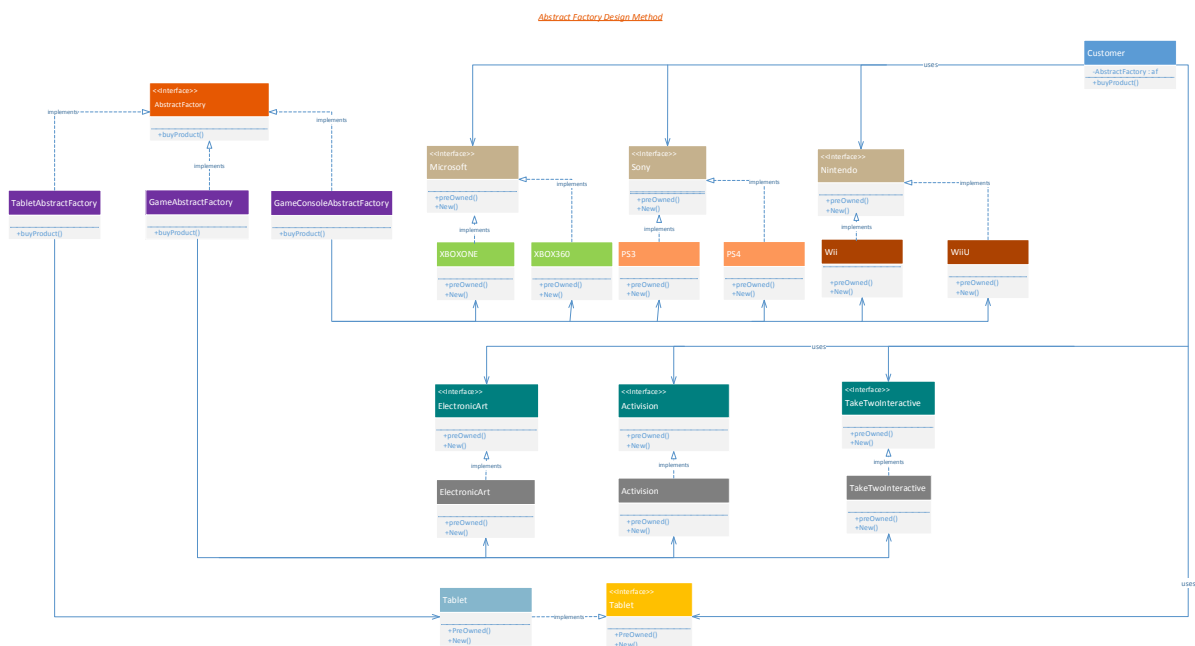 Abstract Factory Design Method
Customer
-AbstractFactory : af
+buyProduct()
uses
<<Interface>>
AbstractFactory
+buyProduct()
implements
implements
implements
TabletAbstractFactory
+buyProduct()
GameAbstractFactory
+buyProduct()
GameConsoleAbstractFactory
+buyProduct()
<<Interface>>
Microsoft
+preOwned()
+New()
<<Interface>>
Sony
+preOwned()
+New()
<<Interface>>
Nintendo
+preOwned()
+New()
implements
implements
implements
implements
implements
implements
XBOXONE
+preOwned()
+New()
XBOX360
+preOwned()
+New()
PS3
+preOwned()
+New()
PS4
+preOwned()
+New()
Wii
+preOwned()
+New()
WiiU
+preOwned()
+New()
uses
<<Interface>>
ElectronicArt
+preOwned()
+New()
<<Interface>>
Activision
+preOwned()
+New()
<<Interface>>
TakeTwoInteractive
+preOwned()
+New()
implements
implements
implements
ElectronicArt
+preOwned()
+New()
Activision
+preOwned()
+New()
TakeTwoInteractive
+preOwned()
+New()
uses
Tablet
+PreOwned()
+New()
implements
<<Interface>>
Tablet
+PreOwned()
+New()